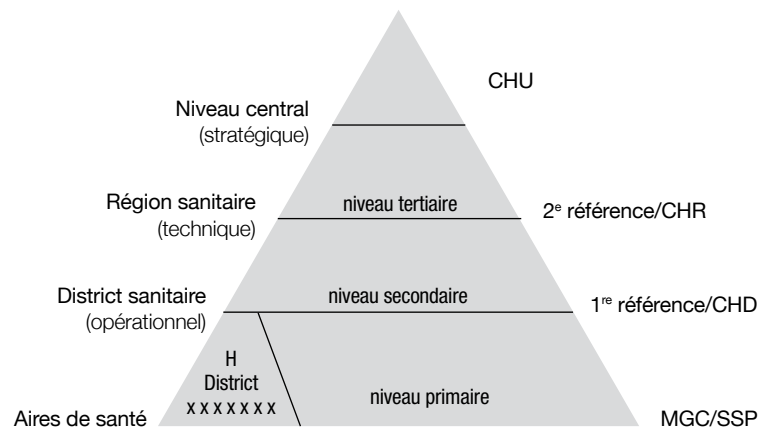 CHU
Niveau central
(stratégique)
Région sanitaire
(technique)
niveau tertiaire
2e référence/CHR
District sanitaire
(opérationnel)
niveau secondaire
1re référence/CHD
H
District
x x x x x x x
niveau primaire
Aires de santé
MGC/SSP